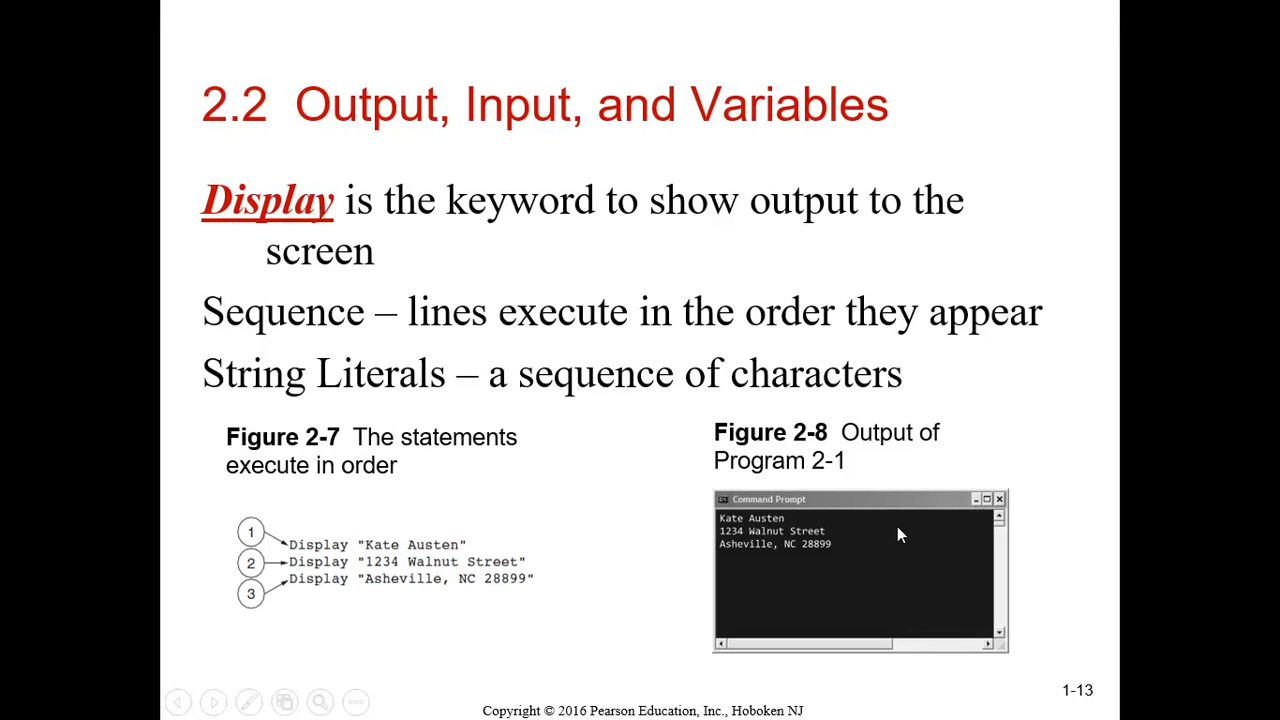 2.2 Output, Input, and Variables
Display is the keyword to show output to the
screen
Sequence – lines execute in the order they appear
String Literals – a sequence of characters
Figure 2-7 The statements
execute in order
1
2
3
Display "Kate Austen"
Display "1234 Walnut Street"
Display "Asheville, NC 28899"
Figure 2-8 Output of
Program 2-1
Command Prompt
Kate Austen
1234 Walnut Street
Asheville, NC 28899
1-13
Copyright © 2016 Pearson Education, Inc., Hoboken NJ